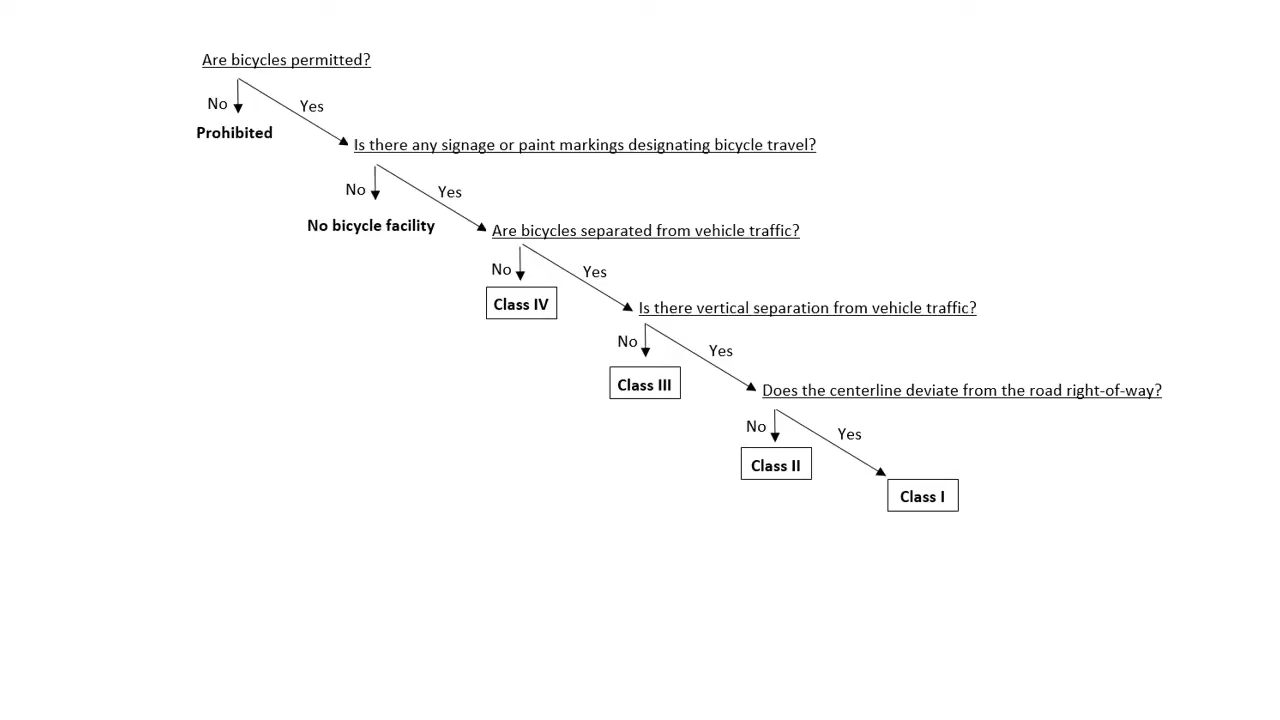 Are bicycles permitted?
No
Yes
Prohibited
Is there any signage or paint markings designating bicycle travel?
No
Yes
No bicycle facility
Are bicycles separated from vehicle traffic?
No
Yes
Class IV
Is there vertical separation from vehicle traffic?
No
Yes
Class III
Does the centerline deviate from the road right-of-way?
No
Yes
Class II
Class I